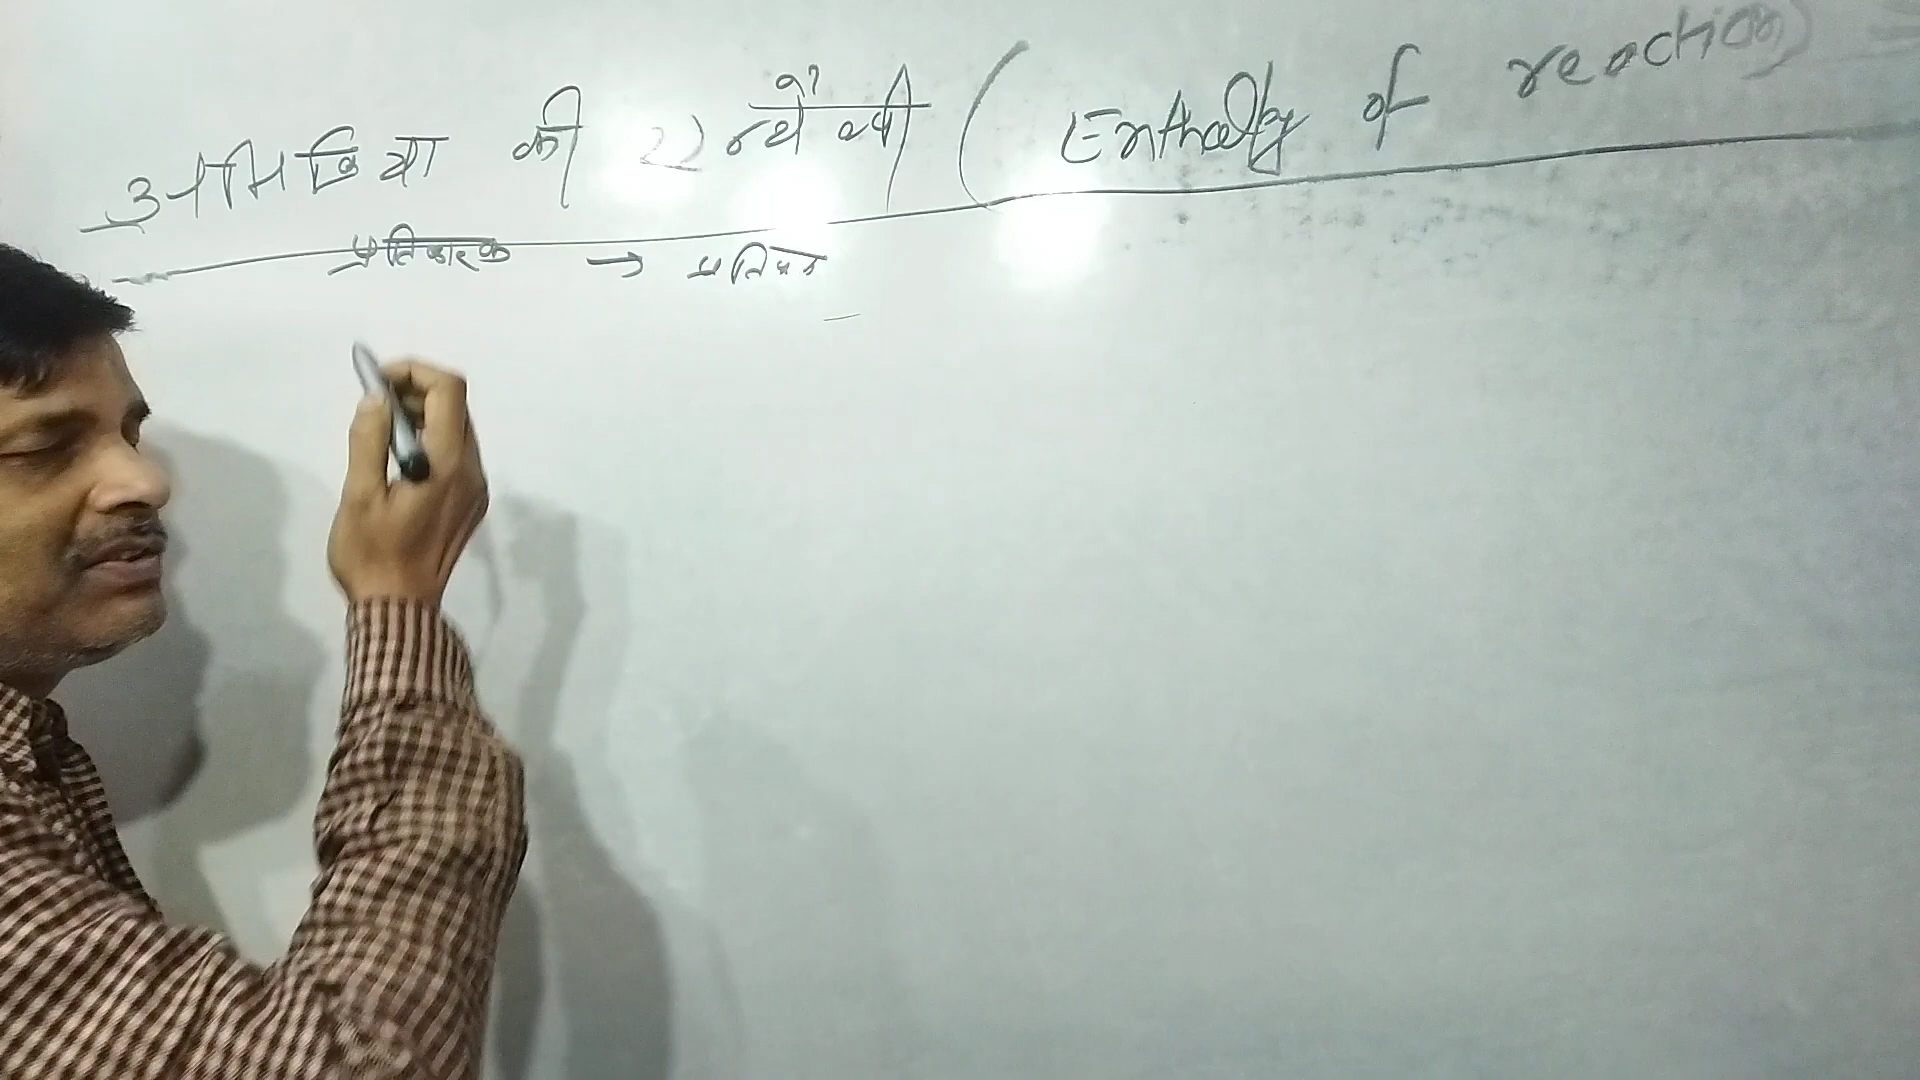 अभिक्रिया की एन्थैल्पी ( Enthalpy of reaction )
प्रतिकारक → प्रतिफल